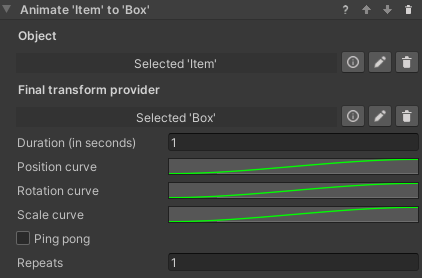 Animate 'Item' to 'Box'
Object
Selected 'Item'
Final transform provider
Selected 'Box'
Duration (in seconds) 1
Position curve
Rotation curve
Scale curve
Ping pong
Repeats 1